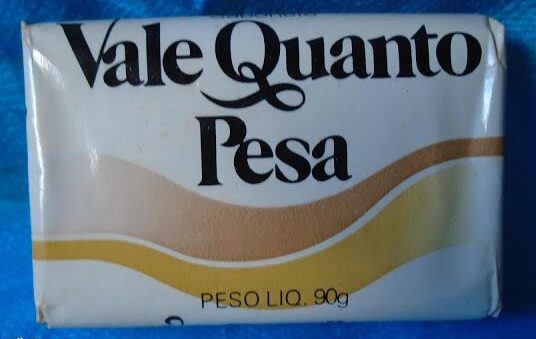 Vale Quanto
Pesa
PESO LIQ. 90g